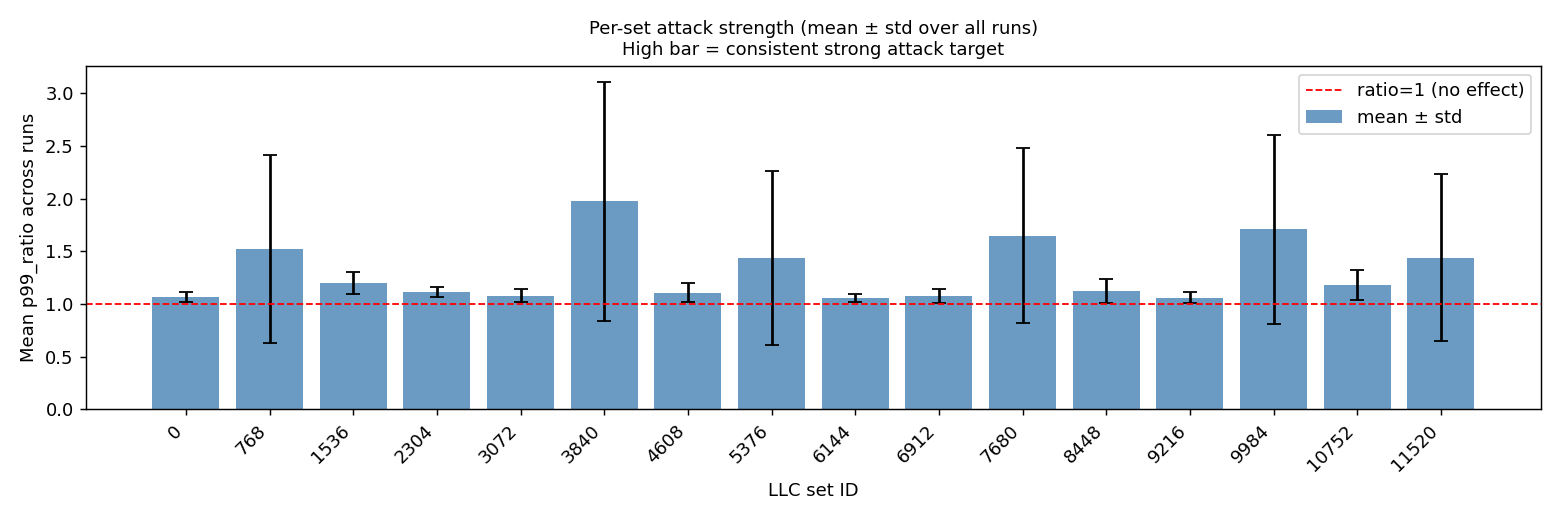 Per-set attack strength (mean ± std over all runs)
High bar = consistent strong attack target
Mean p99_ratio across runs
3.0
2.5
2.0
1.5
1.0
0.5
0.0
ratio=1 (no effect)
mean ± std
0 768 1536 2304 3072 3840 4608 5376 6144 6912 7680 8448 9216 9984 10752 11520
LLC set ID